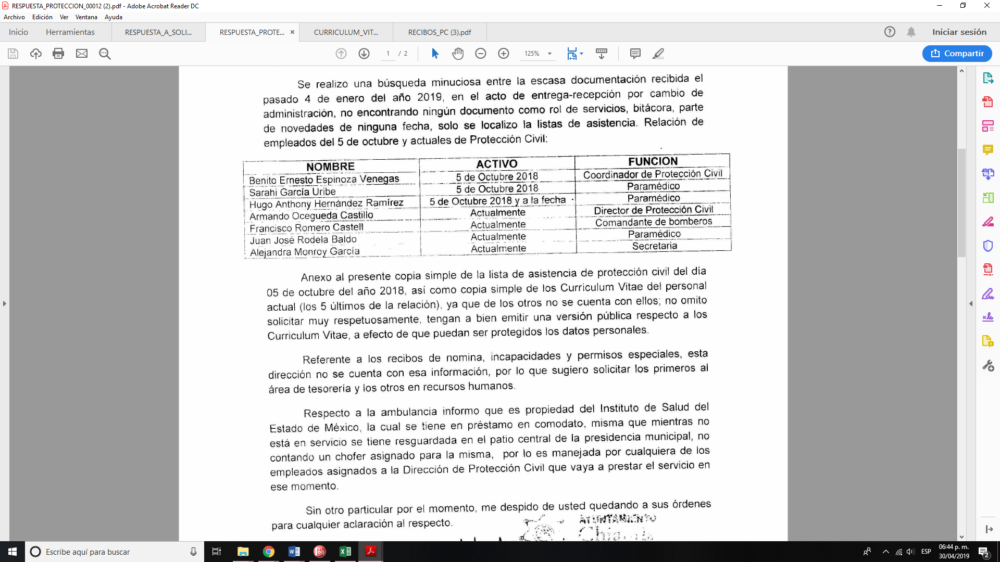 RESPUESTA_PROTECCION_00012 (2).pdf - Adobe Acrobat Reader DC
Archivo Edición Ver Ventana Ayuda
Inicio Herramientas RESPUESTA_A_SOLI... RESPUESTA_PROTE... CURRICULUM_VIT... RECIBOS_PC (3).pdf Iniciar sesión
1 / 2 125% Compartir
Se realizo una búsqueda minuciosa entre la escasa documentación recibida el
pasado 4 de enero del año 2019, en el acto de entrega-recepción por cambio de
administración, no encontrando ningún documento como rol de servicios, bitácora, parte
de novedades de ninguna fecha, solo se localizo la listas de asistencia. Relación de
empleados del 5 de octubre y actuales de Protección Civil:
NOMBRE ACTIVO FUNCION
Benito Ernesto Espinoza Venegas 5 de Octubre 2018 Coordinador de Protección Civil
Sarahi García Uribe 5 de Octubre 2018 Paramédico
Hugo Anthony Hernández Ramírez 5 de Octubre 2018 y a la fecha Paramédico
Armando Ocegueda Castillo Actualmente Director de Protección Civil
Francisco Romero Castell Actualmente Comandante de bomberos
Juan José Rodela Baldo Actualmente Paramédico
Alejandra Monroy García Actualmente Secretaria
Anexo al presente copia simple de la lista de asistencia de protección civil del día
05 de octubre del año 2018, así como copia simple de los Curriculum Vitae del personal
actual (los 5 últimos de la relación), ya que de los otros no se cuenta con ellos; no omito
solicitar muy respetuosamente, tengan a bien emitir una versión pública respecto a los
Curriculum Vitae, a efecto de que puedan ser protegidos los datos personales.
Referente a los recibos de nomina, incapacidades y permisos especiales, esta
dirección no se cuenta con esa información, por lo que sugiero solicitar los primeros al
área de tesorería y los otros en recursos humanos.
Respecto a la ambulancia informo que es propiedad del Instituto de Salud del
Estado de México, la cual se tiene en préstamo en comodato, misma que mientras no
está en servicio se tiene resguardada en el patio central de la presidencia municipal, no
contando un chofer asignado para la misma, por lo es manejada por cualquiera de los
empleados asignados a la Dirección de Protección Civil que vaya a prestar el servicio en
ese momento.
Sin otro particular por el momento, me despido de usted quedando a sus órdenes
para cualquier aclaración al respecto.
AYUNTAMIENTO
Escribe aquí para buscar
ESP
06:44 p. m.
30/04/2019
2